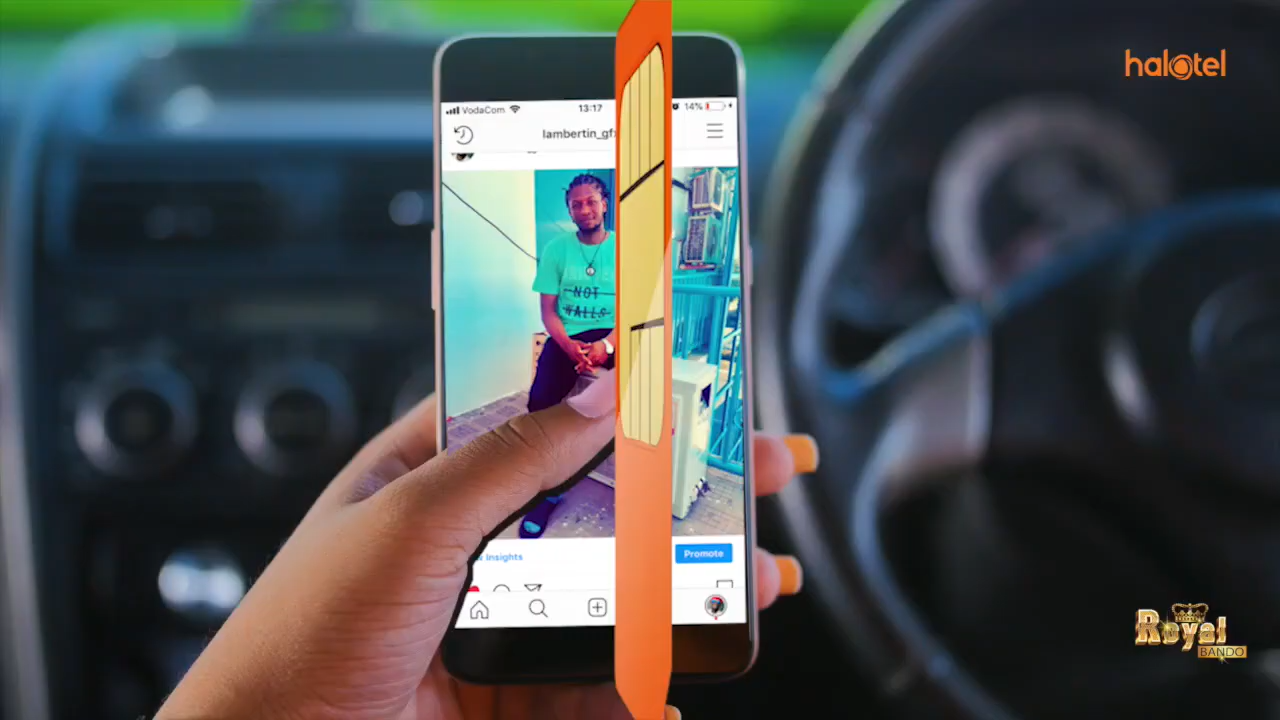 halotel
VodaCom
13:17
14%
lambertin_gf
NOT
WALLS
Insights
Promote
Royal
BANDO